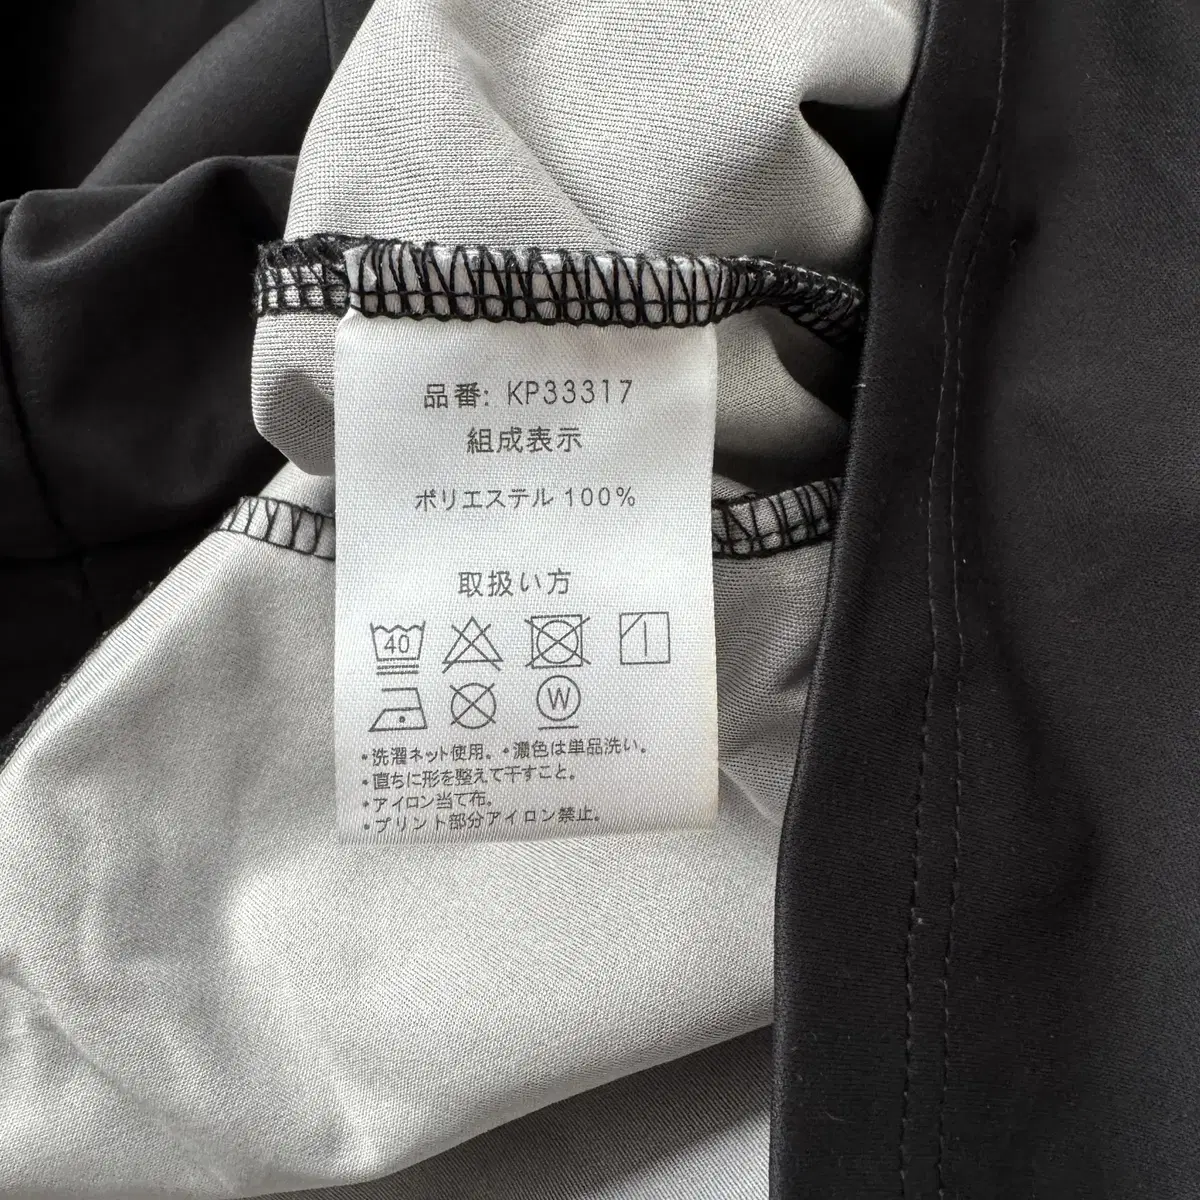 品番: KP33317
組成表示
ポリエステル 100%
取扱い方
40
W
•洗濯ネット使用。•濃色は単品洗い。
•直ちに形を整えて干すこと。
•アイロン当て布。
•プリント部分アイロン禁止。